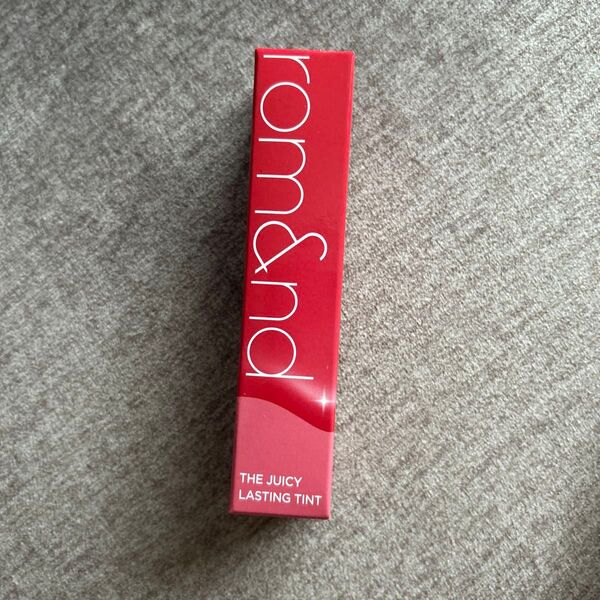 rom&nd
THE JUICY
LASTING TINT